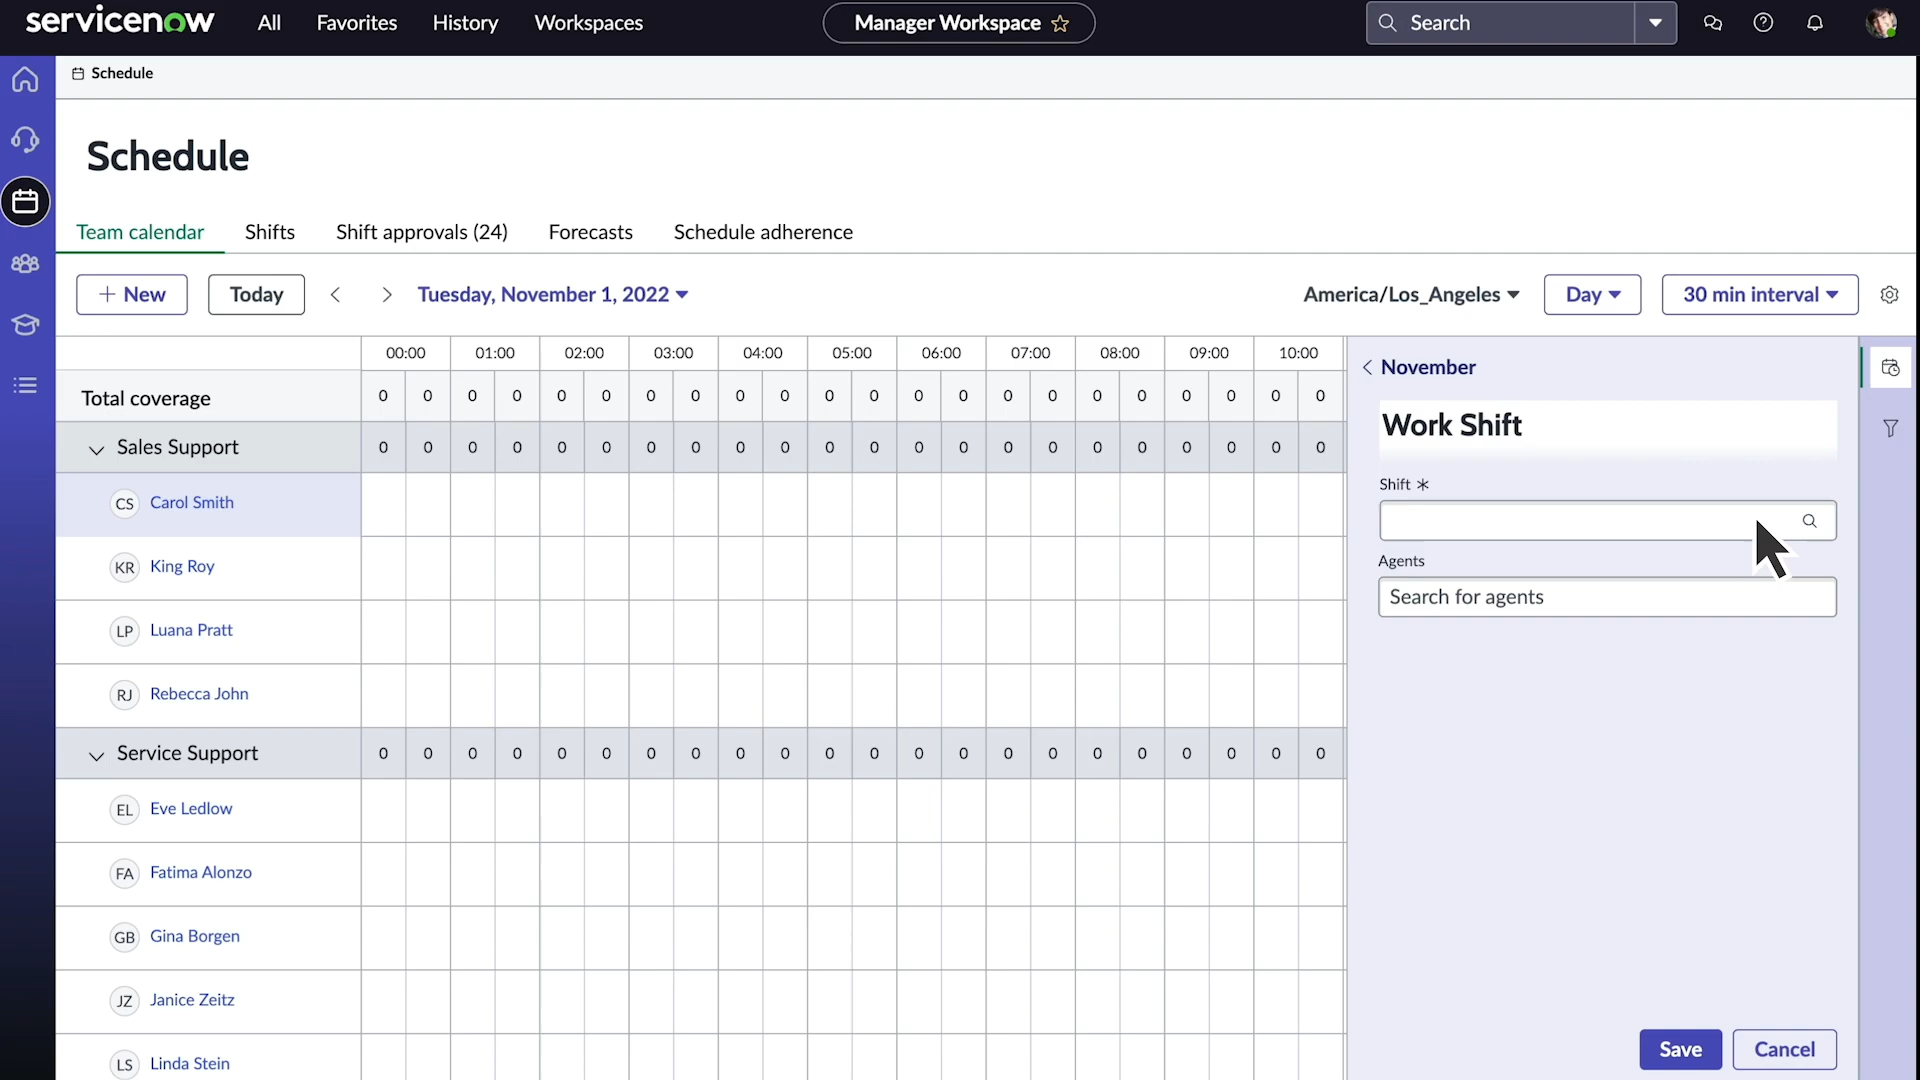 servicenow All Favorites History Workspaces Manager Workspace Search
Schedule
Schedule
Team calendar Shifts Shift approvals (24) Forecasts Schedule adherence
+ New Today Tuesday, November 1, 2022 America/Los_Angeles Day 30 min interval
00:00 01:00 02:00 03:00 04:00 05:00 06:00 07:00 08:00 09:00 10:00
Total coverage 0 0 0 0 0 0 0 0 0 0 0 0 0 0 0 0 0 0 0 0 0 0
Sales Support 0 0 0 0 0 0 0 0 0 0 0 0 0 0 0 0 0 0 0 0 0 0
CS Carol Smith
KR King Roy
LP Luana Pratt
RJ Rebecca John
Service Support 0 0 0 0 0 0 0 0 0 0 0 0 0 0 0 0 0 0 0 0 0 0
EL Eve Ledlow
FA Fatima Alonzo
GB Gina Borgen
JZ Janice Zeitz
LS Linda Stein
November
Work Shift
Shift *
Agents
Search for agents
Save Cancel